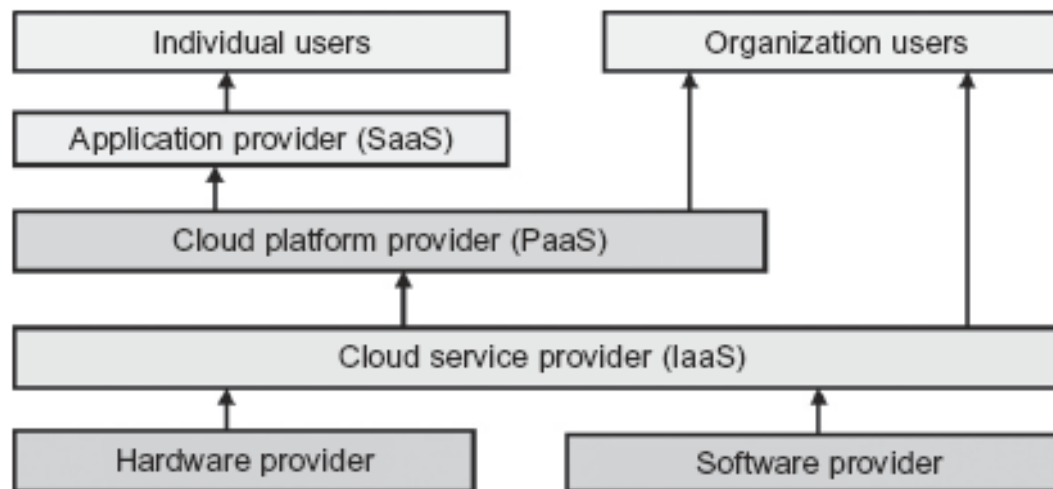 Individual users
Organization users
Application provider (SaaS)
Cloud platform provider (PaaS)
Cloud service provider (IaaS)
Hardware provider
Software provider